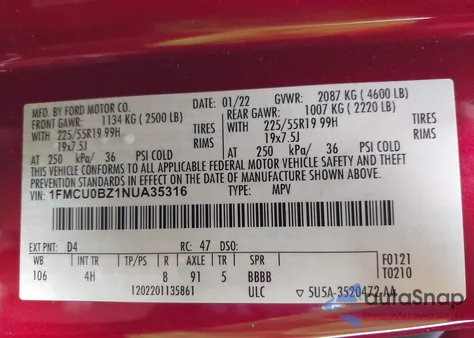 MFD. BY FORD MOTOR CO.
01/22 GVWR: 2087 KG (4600 LB)
FRONT GAWR: 1134 KG (2500 LB) REAR GAWR: 1007 KG (2220 LB)
WITH 225/55R19 99H TIRES WITH 225/55R19 99H TIRES
19x7.5J RIMS 19x7.5J RIMS
AT 250 kPa/ 36 PSI COLD AT 250 kPa/ 36 PSI COLD
THIS VEHICLE CONFORMS TO ALL APPLICABLE FEDERAL MOTOR VEHICLE SAFETY AND THEFT
PREVENTION STANDARDS IN EFFECT ON THE DATE OF MANUFACTURE SHOWN ABOVE.
VIN: 1FMCU0BZ1NUA35316 TYPE: MPV
EXT PNT: D4 RC: 47 DSO:
WB INT TR TP/PS R AXLE TR SPR
106 4H 8 91 5 BBBB
F0121
T0210
1202201135861 ULC ▽ 5U5A-3520472-AA
autoSnap